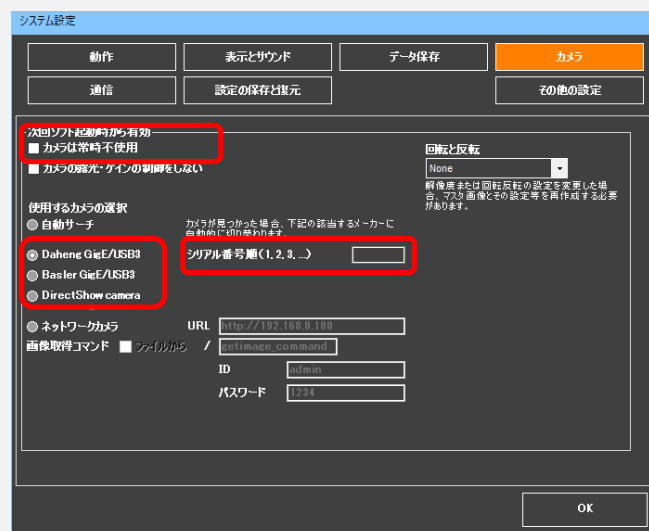 システム設定
動作
表示とサウンド
データ保存
カメラ
通信
設定の保存と復元
その他の設定
次回ソフト起動時から有効
カメラは常時不使用
カメラの露光・ゲインの制御をしない
回転と反転
None
解像度または回転反転の設定を変更した場
合、マスク画像とその設定等を再作成する必要
があります。
使用するカメラの選択
自動サーチ
カメラが見つかった場合、下記の該当するメーカーに
自動的に切り替わります。
Daheng GigE/USB3
シリアル番号順(1, 2, 3, ...)
Basler GigE/USB3
DirectShow camera
ネットワークカメラ
URL http://192.168.0.100
画像取得コマンド ファイルから / getimage_command
ID admin
パスワード 1234
OK